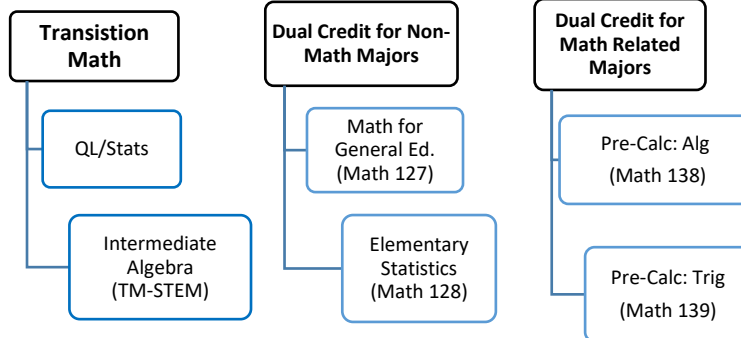 Transistion
Math
QL/Stats
Intermediate
Algebra
(TM-STEM)
Dual Credit for Non-
Math Majors
Math for
General Ed.
(Math 127)
Elementary
Statistics
(Math 128)
Dual Credit for
Math Related
Majors
Pre-Calc: Alg
(Math 138)
Pre-Calc: Trig
(Math 139)